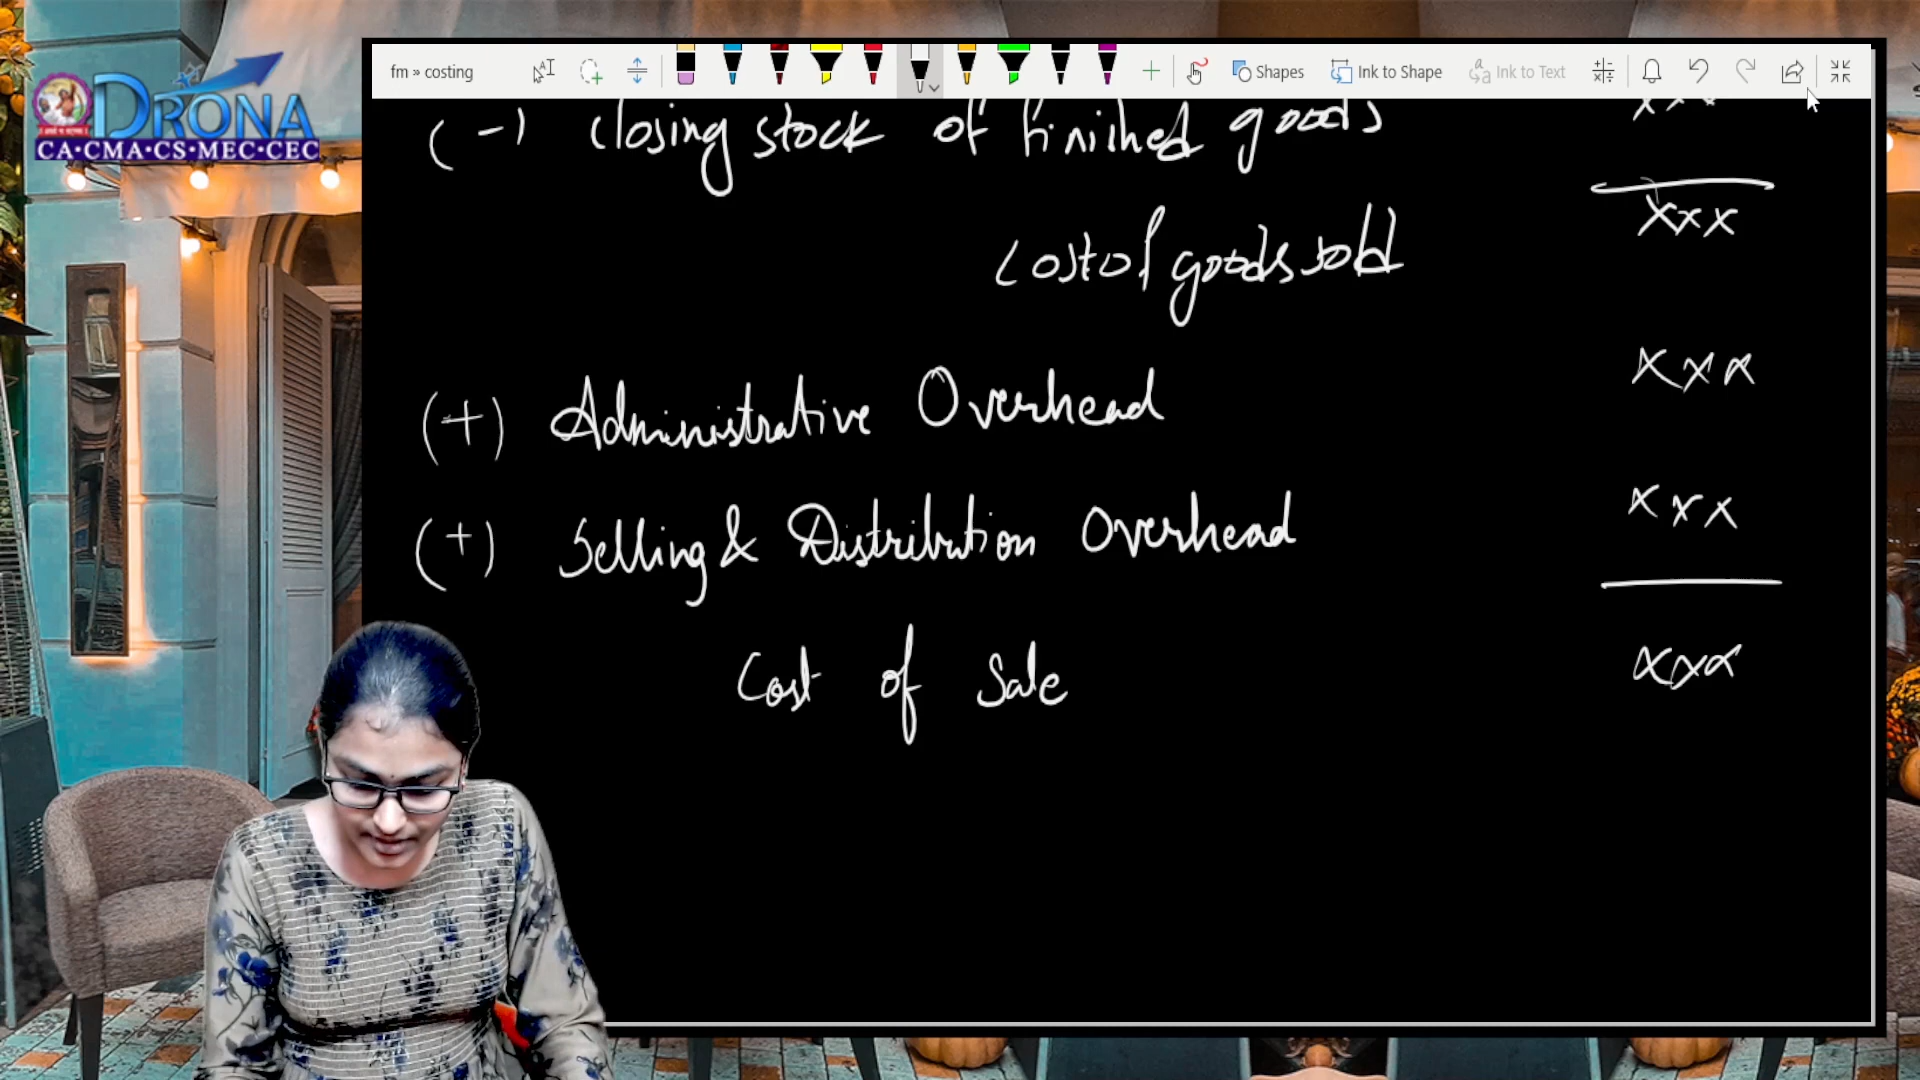 DRONA
CA•CMA•CS•MEC•CEC
fm » costing
Shapes
Ink to Shape
Ink to Text
xxx
(-) Closing stock of finished goods
xxx
Cost of goods sold
(+) Administrative Overhead xxx
(+) Selling & Distribution Overhead xxx
Cost of Sale xxx